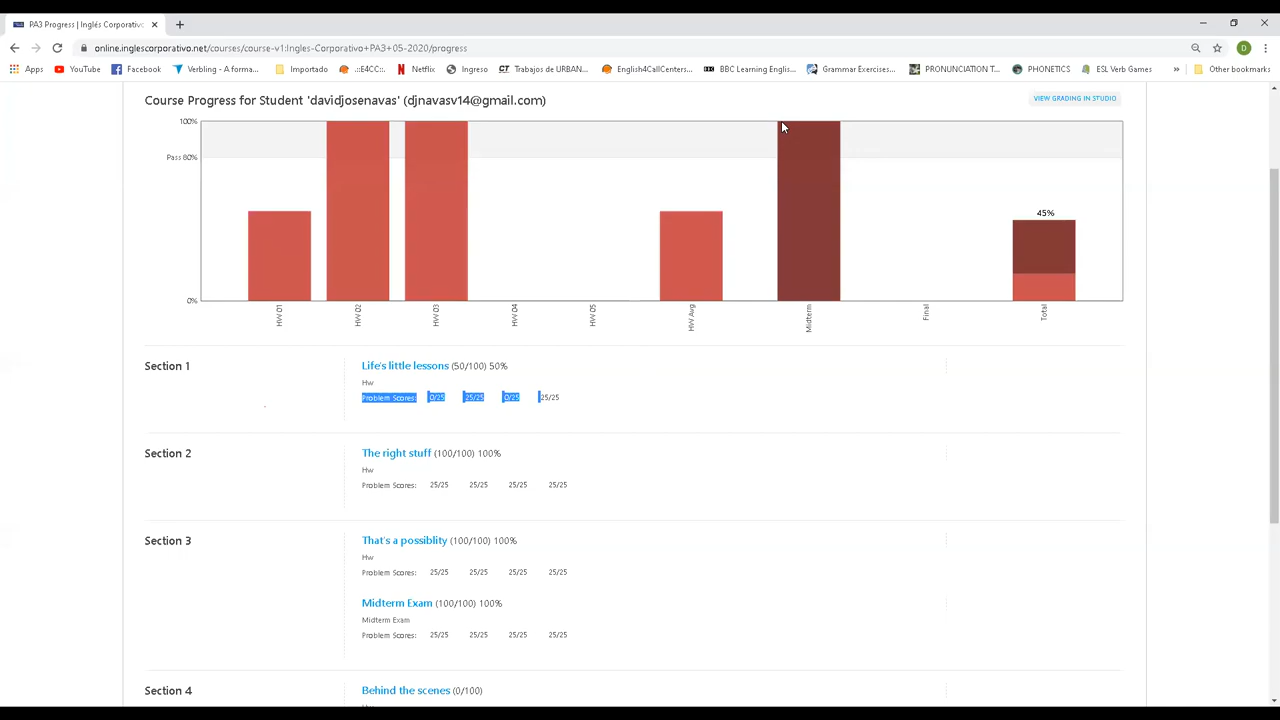 PA3 Progress | Inglés Corporativo
online.inglescorporativo.net/courses/course-v1:Ingles-Corporativo+PA3+05-2020/progress
D
Apps YouTube Facebook Verbling - A forma... Importado .::E4CC::. Netflix Ingreso Trabajos de URBAN... English4CallCenters... BBC Learning Englis... Grammar Exercises... PRONUNCIATION T... PHONETICS ESL Verb Games » Other bookmarks
Course Progress for Student 'davidjosenavas' (djnavasv14@gmail.com)
VIEW GRADING IN STUDIO
100%
Pass 80%
0%
45%
HW 01 HW 02 HW 03 HW 04 HW 05 HW Avg Midterm Final Total
Section 1
Life's little lessons (50/100) 50%
Hw
Problem Scores: 0/25 25/25 0/25 25/25
Section 2
The right stuff (100/100) 100%
Hw
Problem Scores: 25/25 25/25 25/25 25/25
Section 3
That's a possiblity (100/100) 100%
Hw
Problem Scores: 25/25 25/25 25/25 25/25
Midterm Exam (100/100) 100%
Midterm Exam
Problem Scores: 25/25 25/25 25/25 25/25
Section 4
Behind the scenes (0/100)